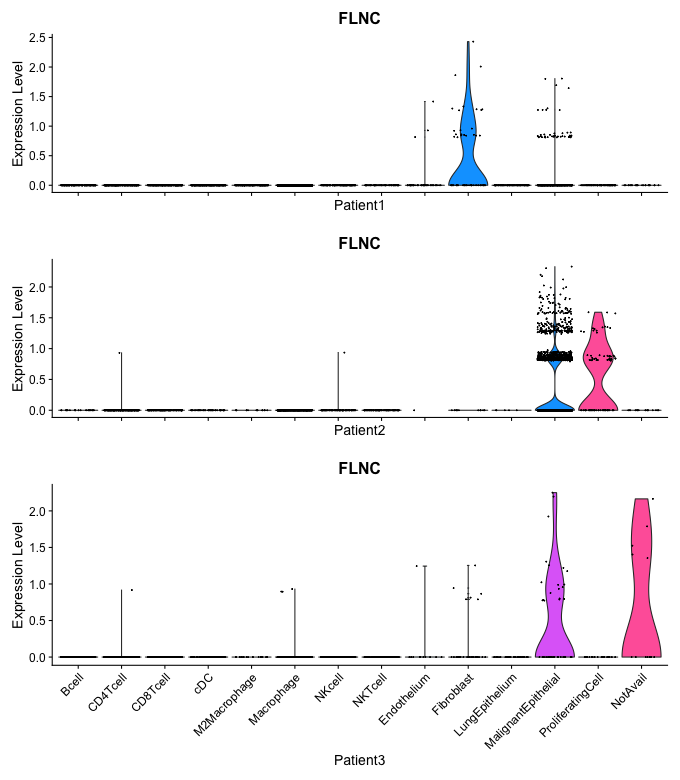 FLNC
Expression Level
2.5
2.0
1.5
1.0
0.5
0.0
Patient1
FLNC
Expression Level
2.0
1.5
1.0
0.5
0.0
Patient2
FLNC
Expression Level
2.0
1.5
1.0
0.5
0.0
Bcell
CD4Tcell
CD8Tcell
cDC
M2Macrophage
Macrophage
NKcell
NKTcell
Endothelium
Fibroblast
LungEpithelium
MalignantEpithelial
ProliferatingCell
NotAvail
Patient3